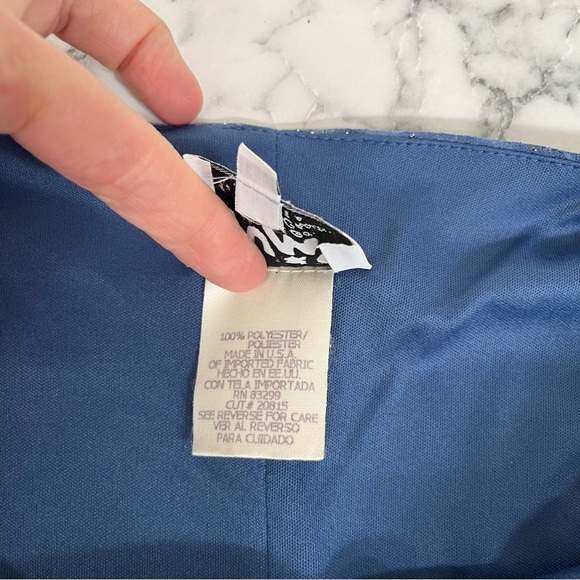 100% POLYESTER/
POLIESTER
MADE IN U.S.A.
OF IMPORTED FABRIC
HECHO EN EE.UU.
CON TELA IMPORTADA
RN 83299
CUT# 20815
SEE REVERSE FOR CARE
VER AL REVERSO
PARA CUIDADO